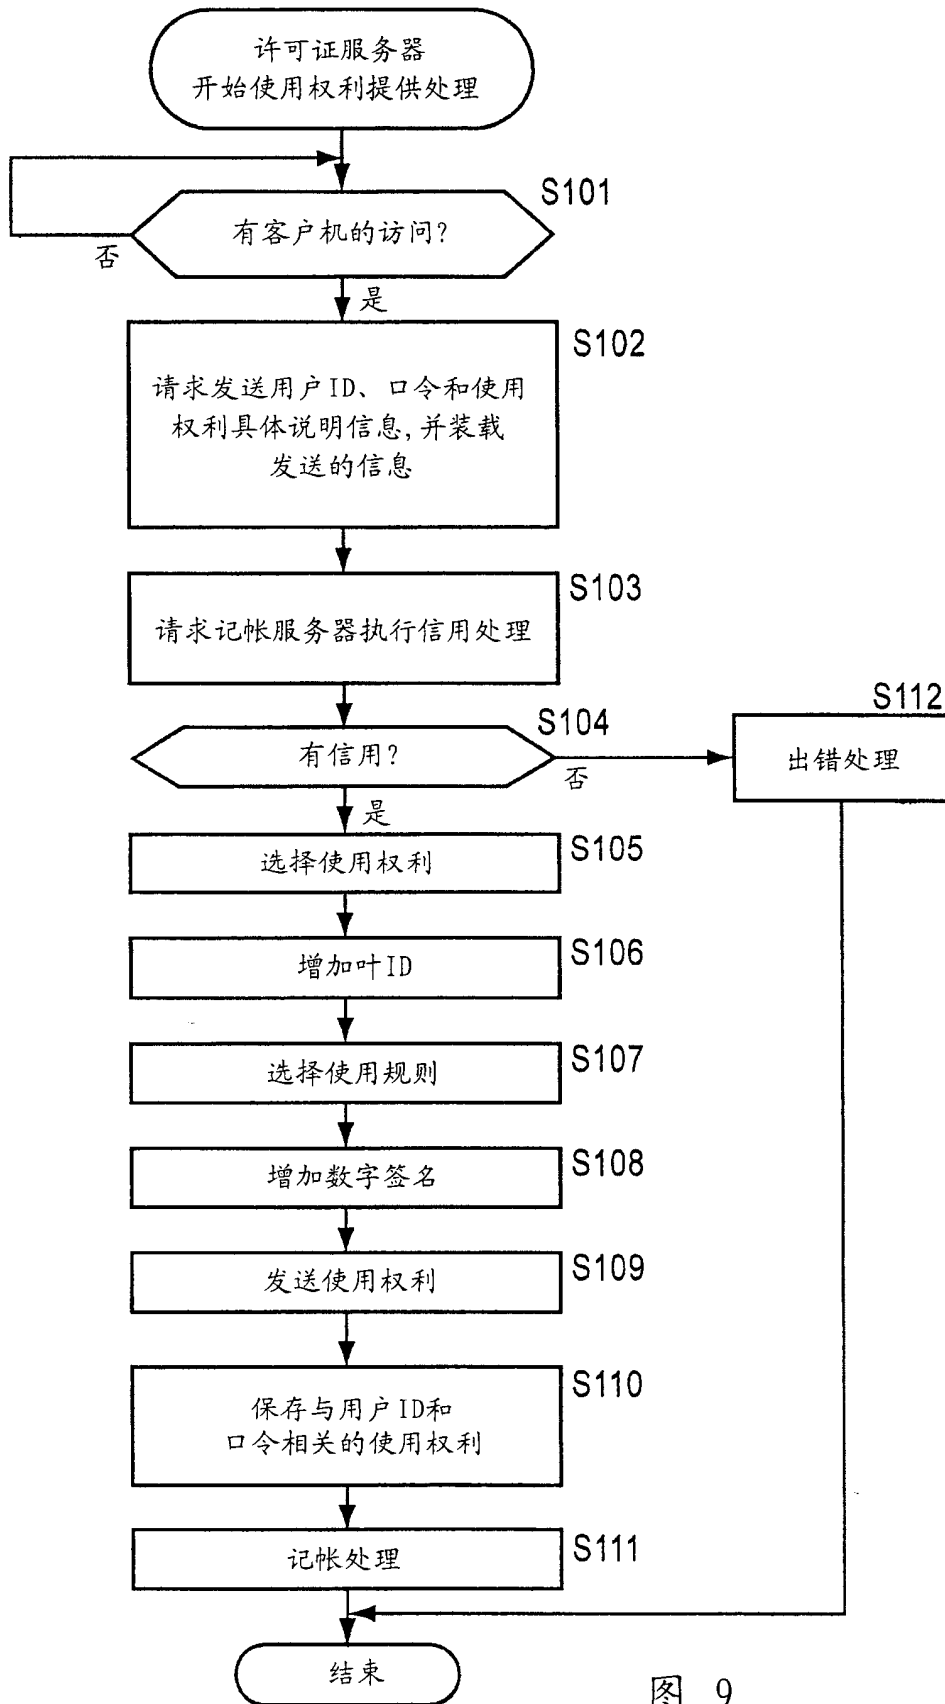 许可证服务器
开始使用权利提供处理
S101
有客户机的访问?
否
是
S102
请求发送用户ID、口令和使用
权利具体说明信息,并装载
发送的信息
S103
请求记帐服务器执行信用处理
S104
有信用?
否
S112
出错处理
是
S105
选择使用权利
S106
增加叶ID
S107
选择使用规则
S108
增加数字签名
S109
发送使用权利
S110
保存与用户ID和
口令相关的使用权利
S111
记帐处理
结束
图 9